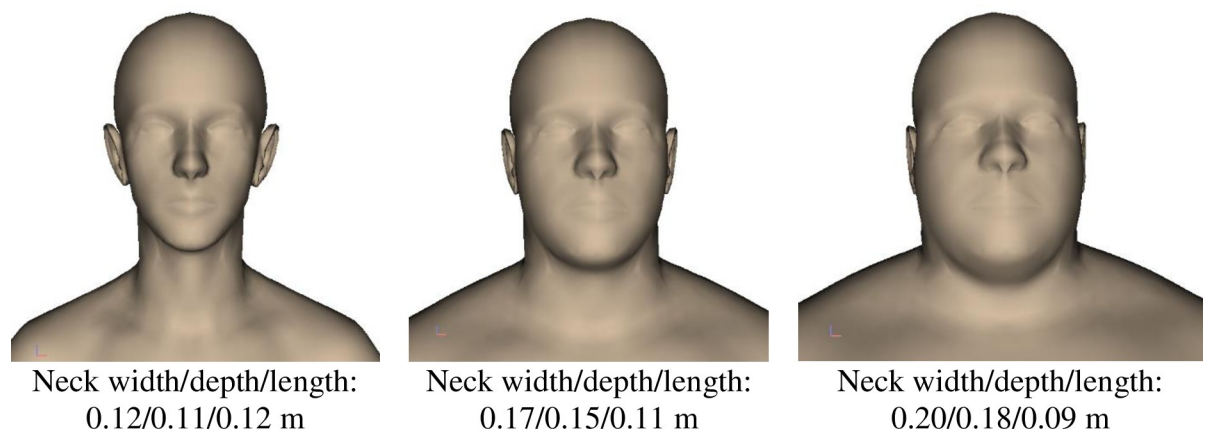 Neck width/depth/length:
0.12/0.11/0.12 m
Neck width/depth/length:
0.17/0.15/0.11 m
Neck width/depth/length:
0.20/0.18/0.09 m